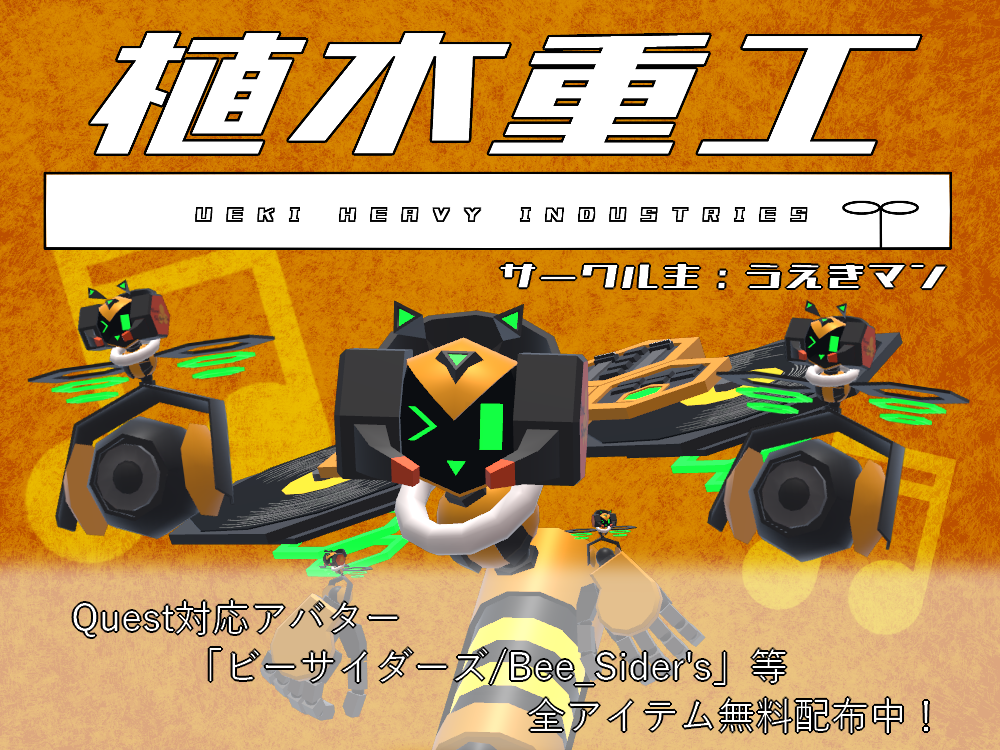 植木重工
UEKI HEAVY INDUSTRIES
サークル主：うえきマン
Quest対応アバター
「ビーサイダーズ/Bee_Sider's」等
全アイテム無料配布中！